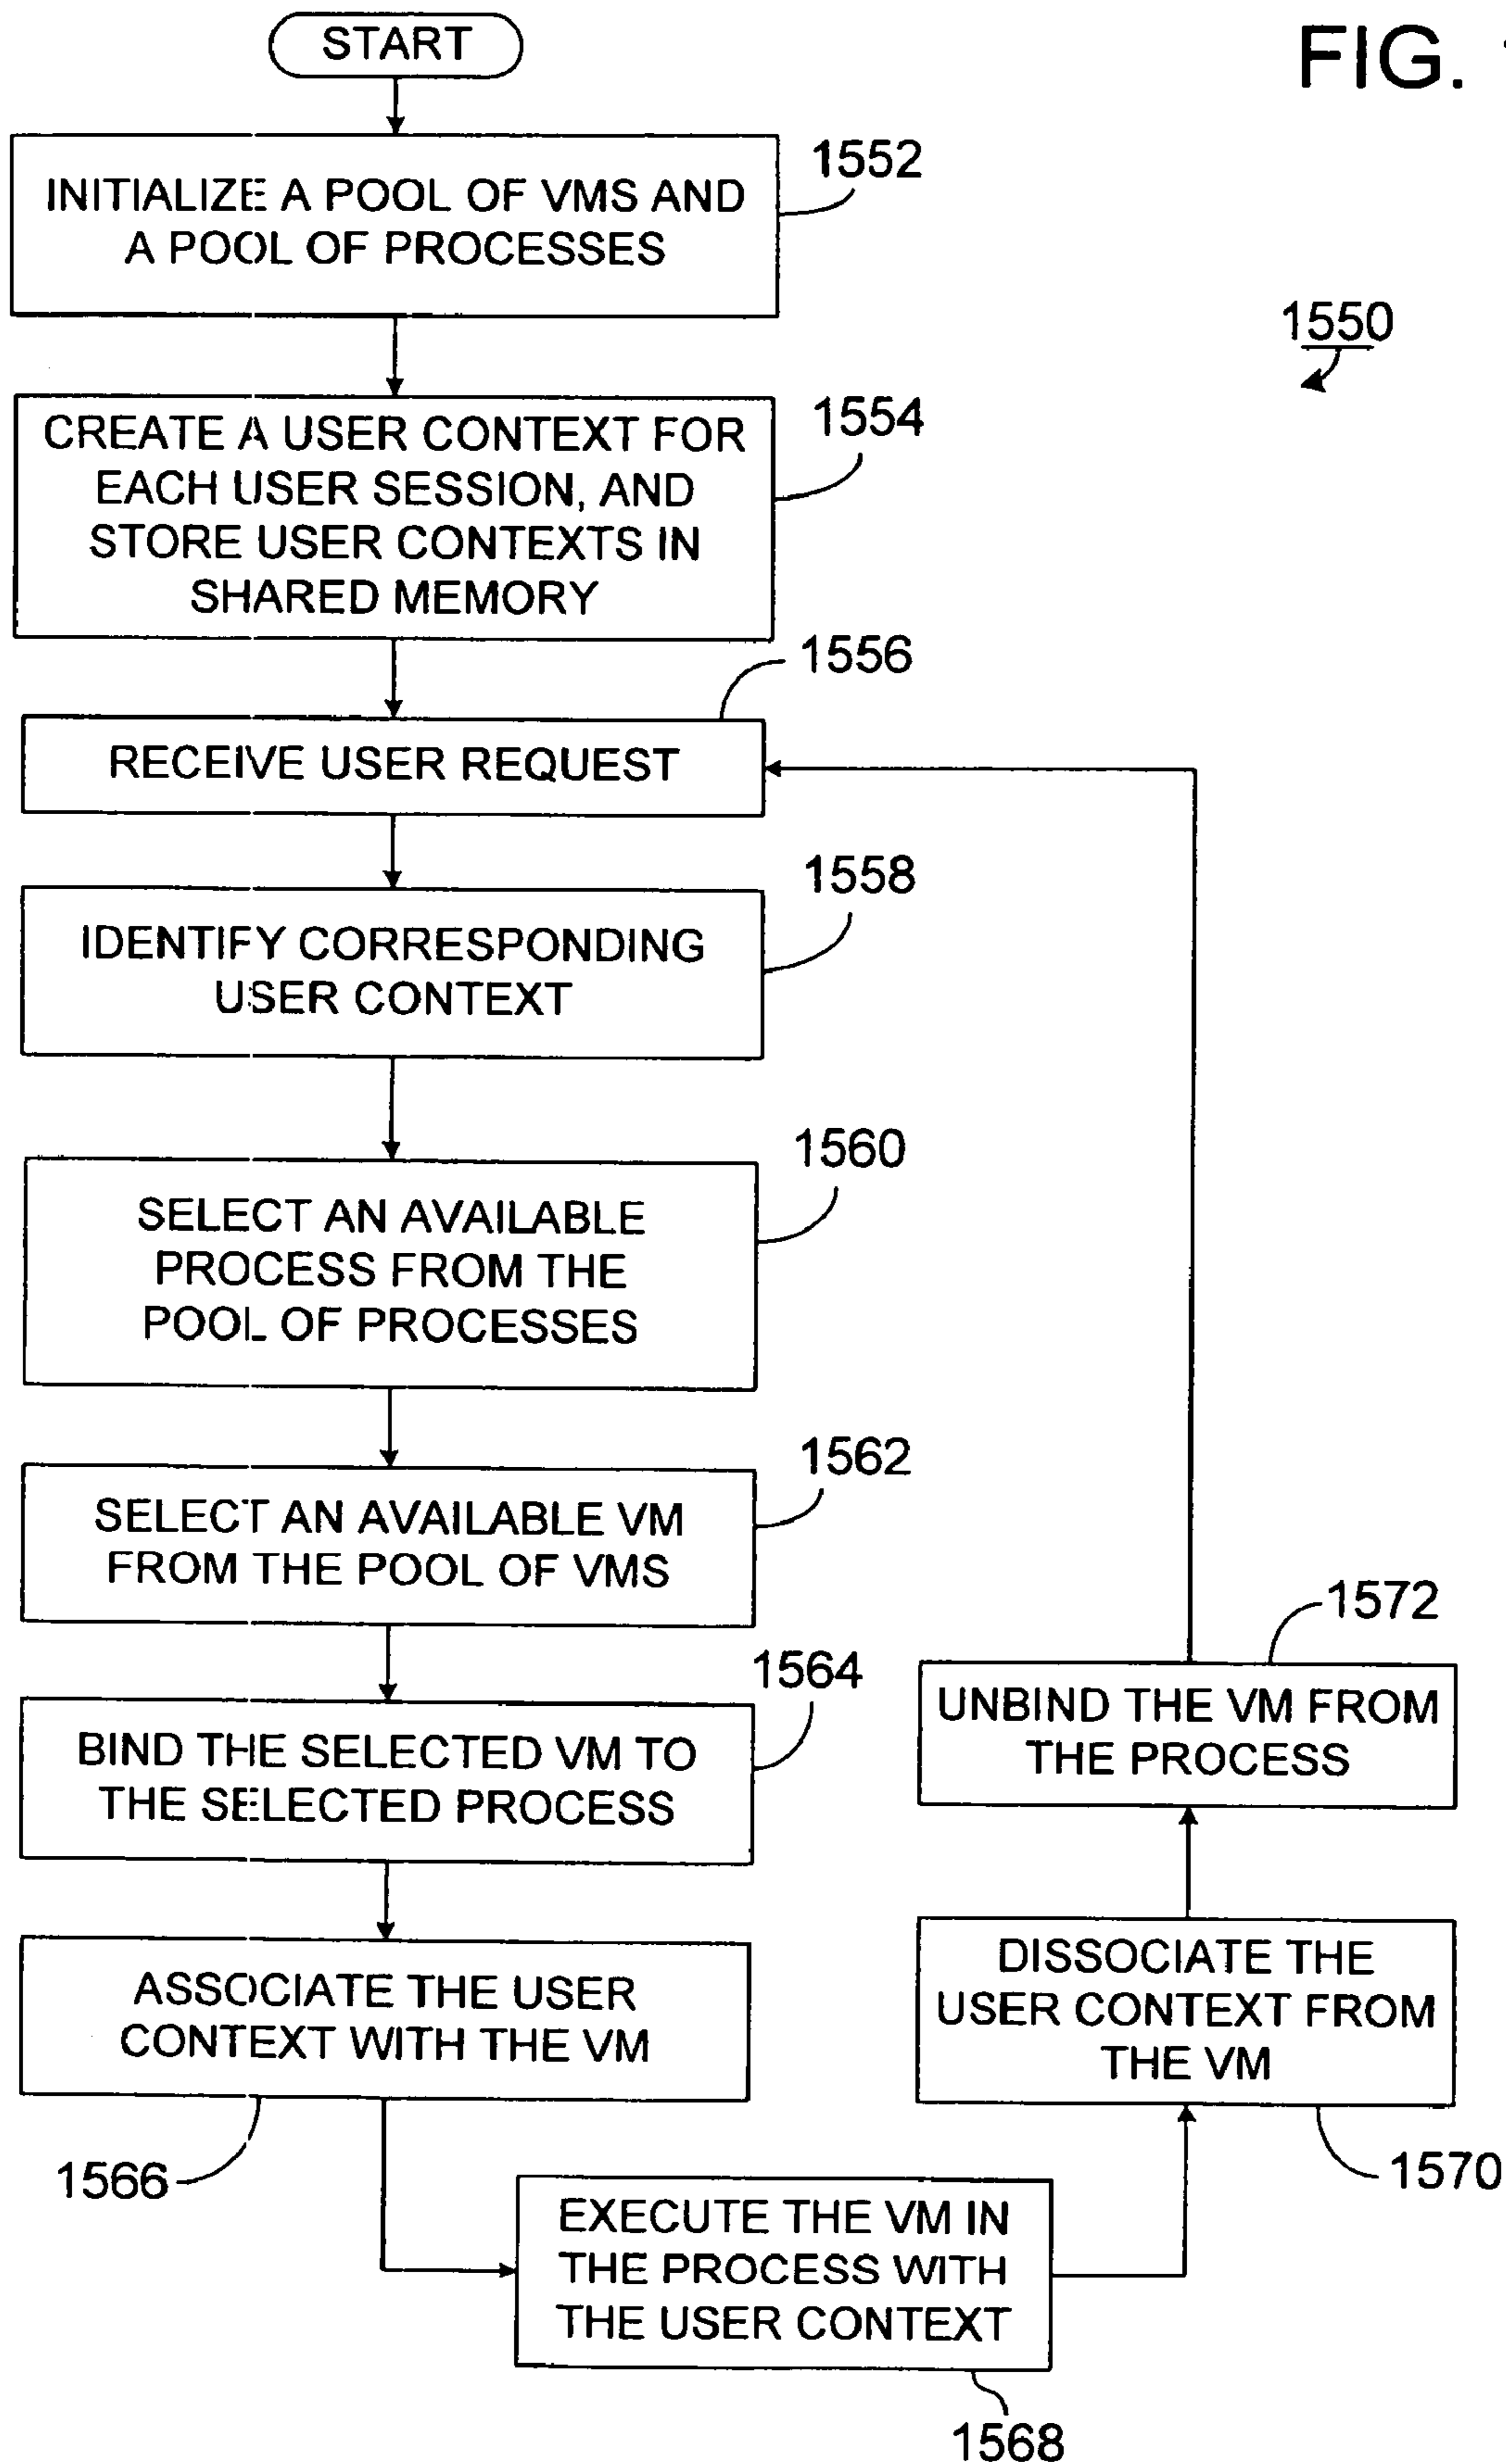 FIG.
START
1552
INITIALIZE A POOL OF VMS AND
A POOL OF PROCESSES
1550
1554
CREATE A USER CONTEXT FOR
EACH USER SESSION, AND
STORE USER CONTEXTS IN
SHARED MEMORY
1556
RECEIVE USER REQUEST
1558
IDENTIFY CORRESPONDING
USER CONTEXT
1560
SELECT AN AVAILABLE
PROCESS FROM THE
POOL OF PROCESSES
1562
SELECT AN AVAILABLE VM
FROM THE POOL OF VMS
1564
BIND THE SELECTED VM TO
THE SELECTED PROCESS
ASSOCIATE THE USER
CONTEXT WITH THE VM
1566
EXECUTE THE VM IN
THE PROCESS WITH
THE USER CONTEXT
1568
DISSOCIATE THE
USER CONTEXT FROM
THE VM
1570
1572
UNBIND THE VM FROM
THE PROCESS